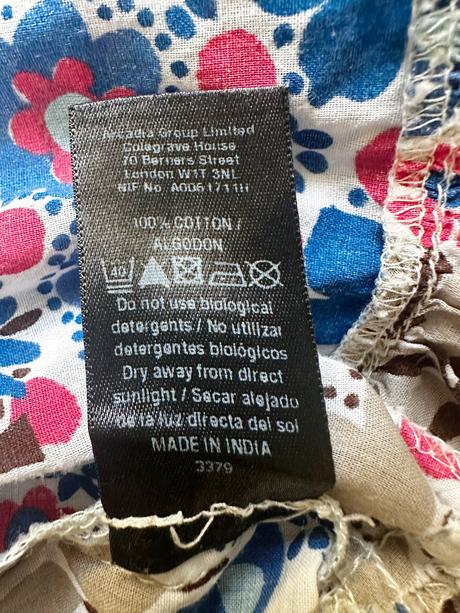 Arcadia Group Limited
Colegrave House
70 Berners Street
London W1T 3NL
NIF No. A0061711H
100% COTTON /
ALGODON
40
Do not use biological
detergents / No utilizar
detergentes biológicos
Dry away from direct
sunlight / Secar alejado
de la luz directa del sol
MADE IN INDIA
3379